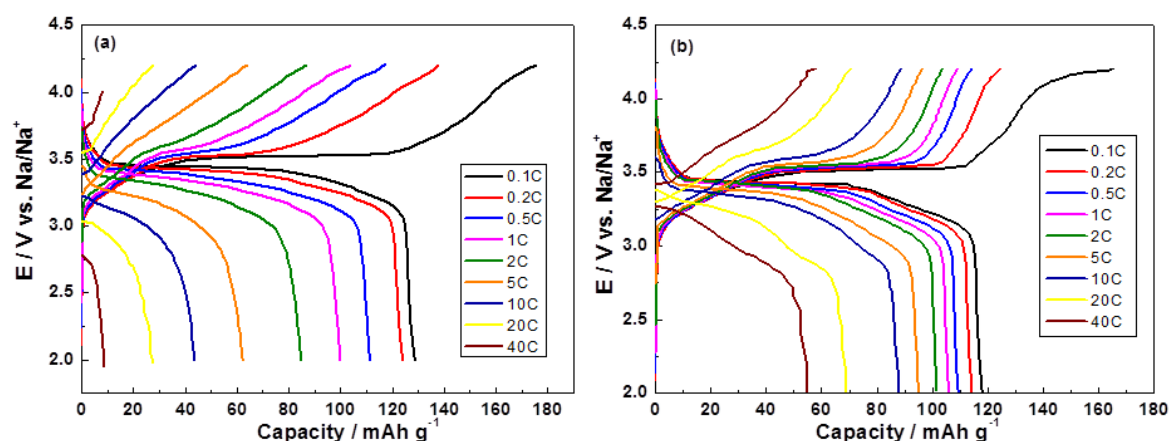 (a)
E / V vs. Na/Na⁺
4.5
4.0
3.5
3.0
2.5
2.0
0.1C
0.2C
0.5C
1C
2C
5C
10C
20C
40C
0 20 40 60 80 100 120 140 160 180
Capacity / mAh g⁻¹
(b)
E / V vs. Na/Na⁺
4.5
4.0
3.5
3.0
2.5
2.0
0.1C
0.2C
0.5C
1C
2C
5C
10C
20C
40C
0 20 40 60 80 100 120 140 160 180
Capacity / mAh g⁻¹